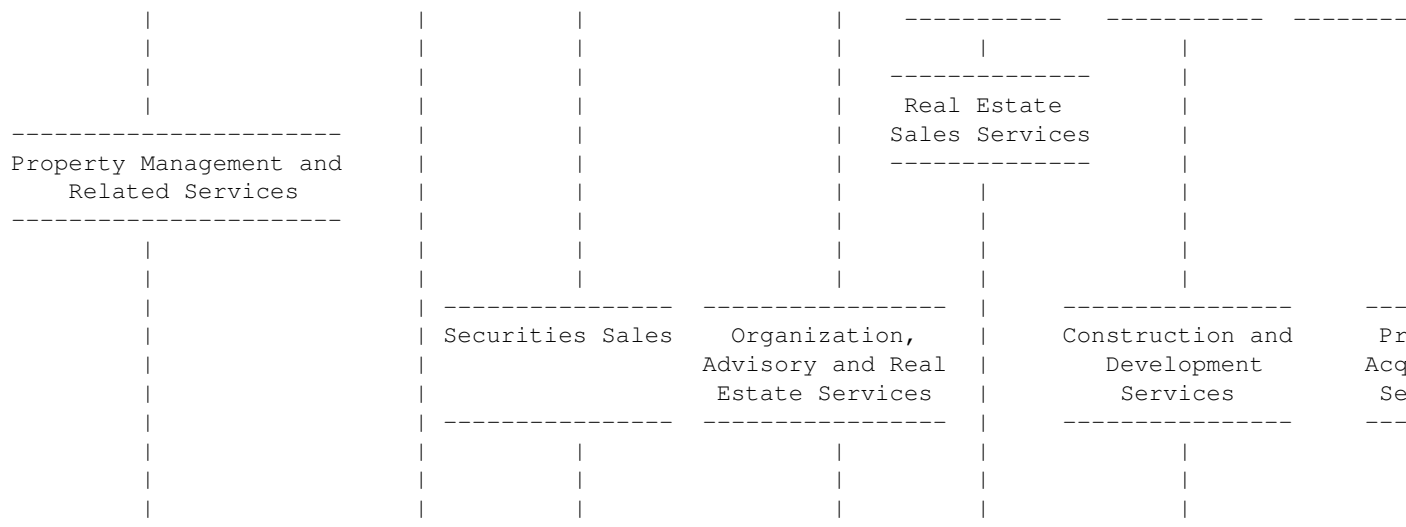 Real Estate
Sales Services
Property Management and
Related Services
Securities Sales
Organization,
Advisory and Real
Estate Services
Construction and
Development
Services